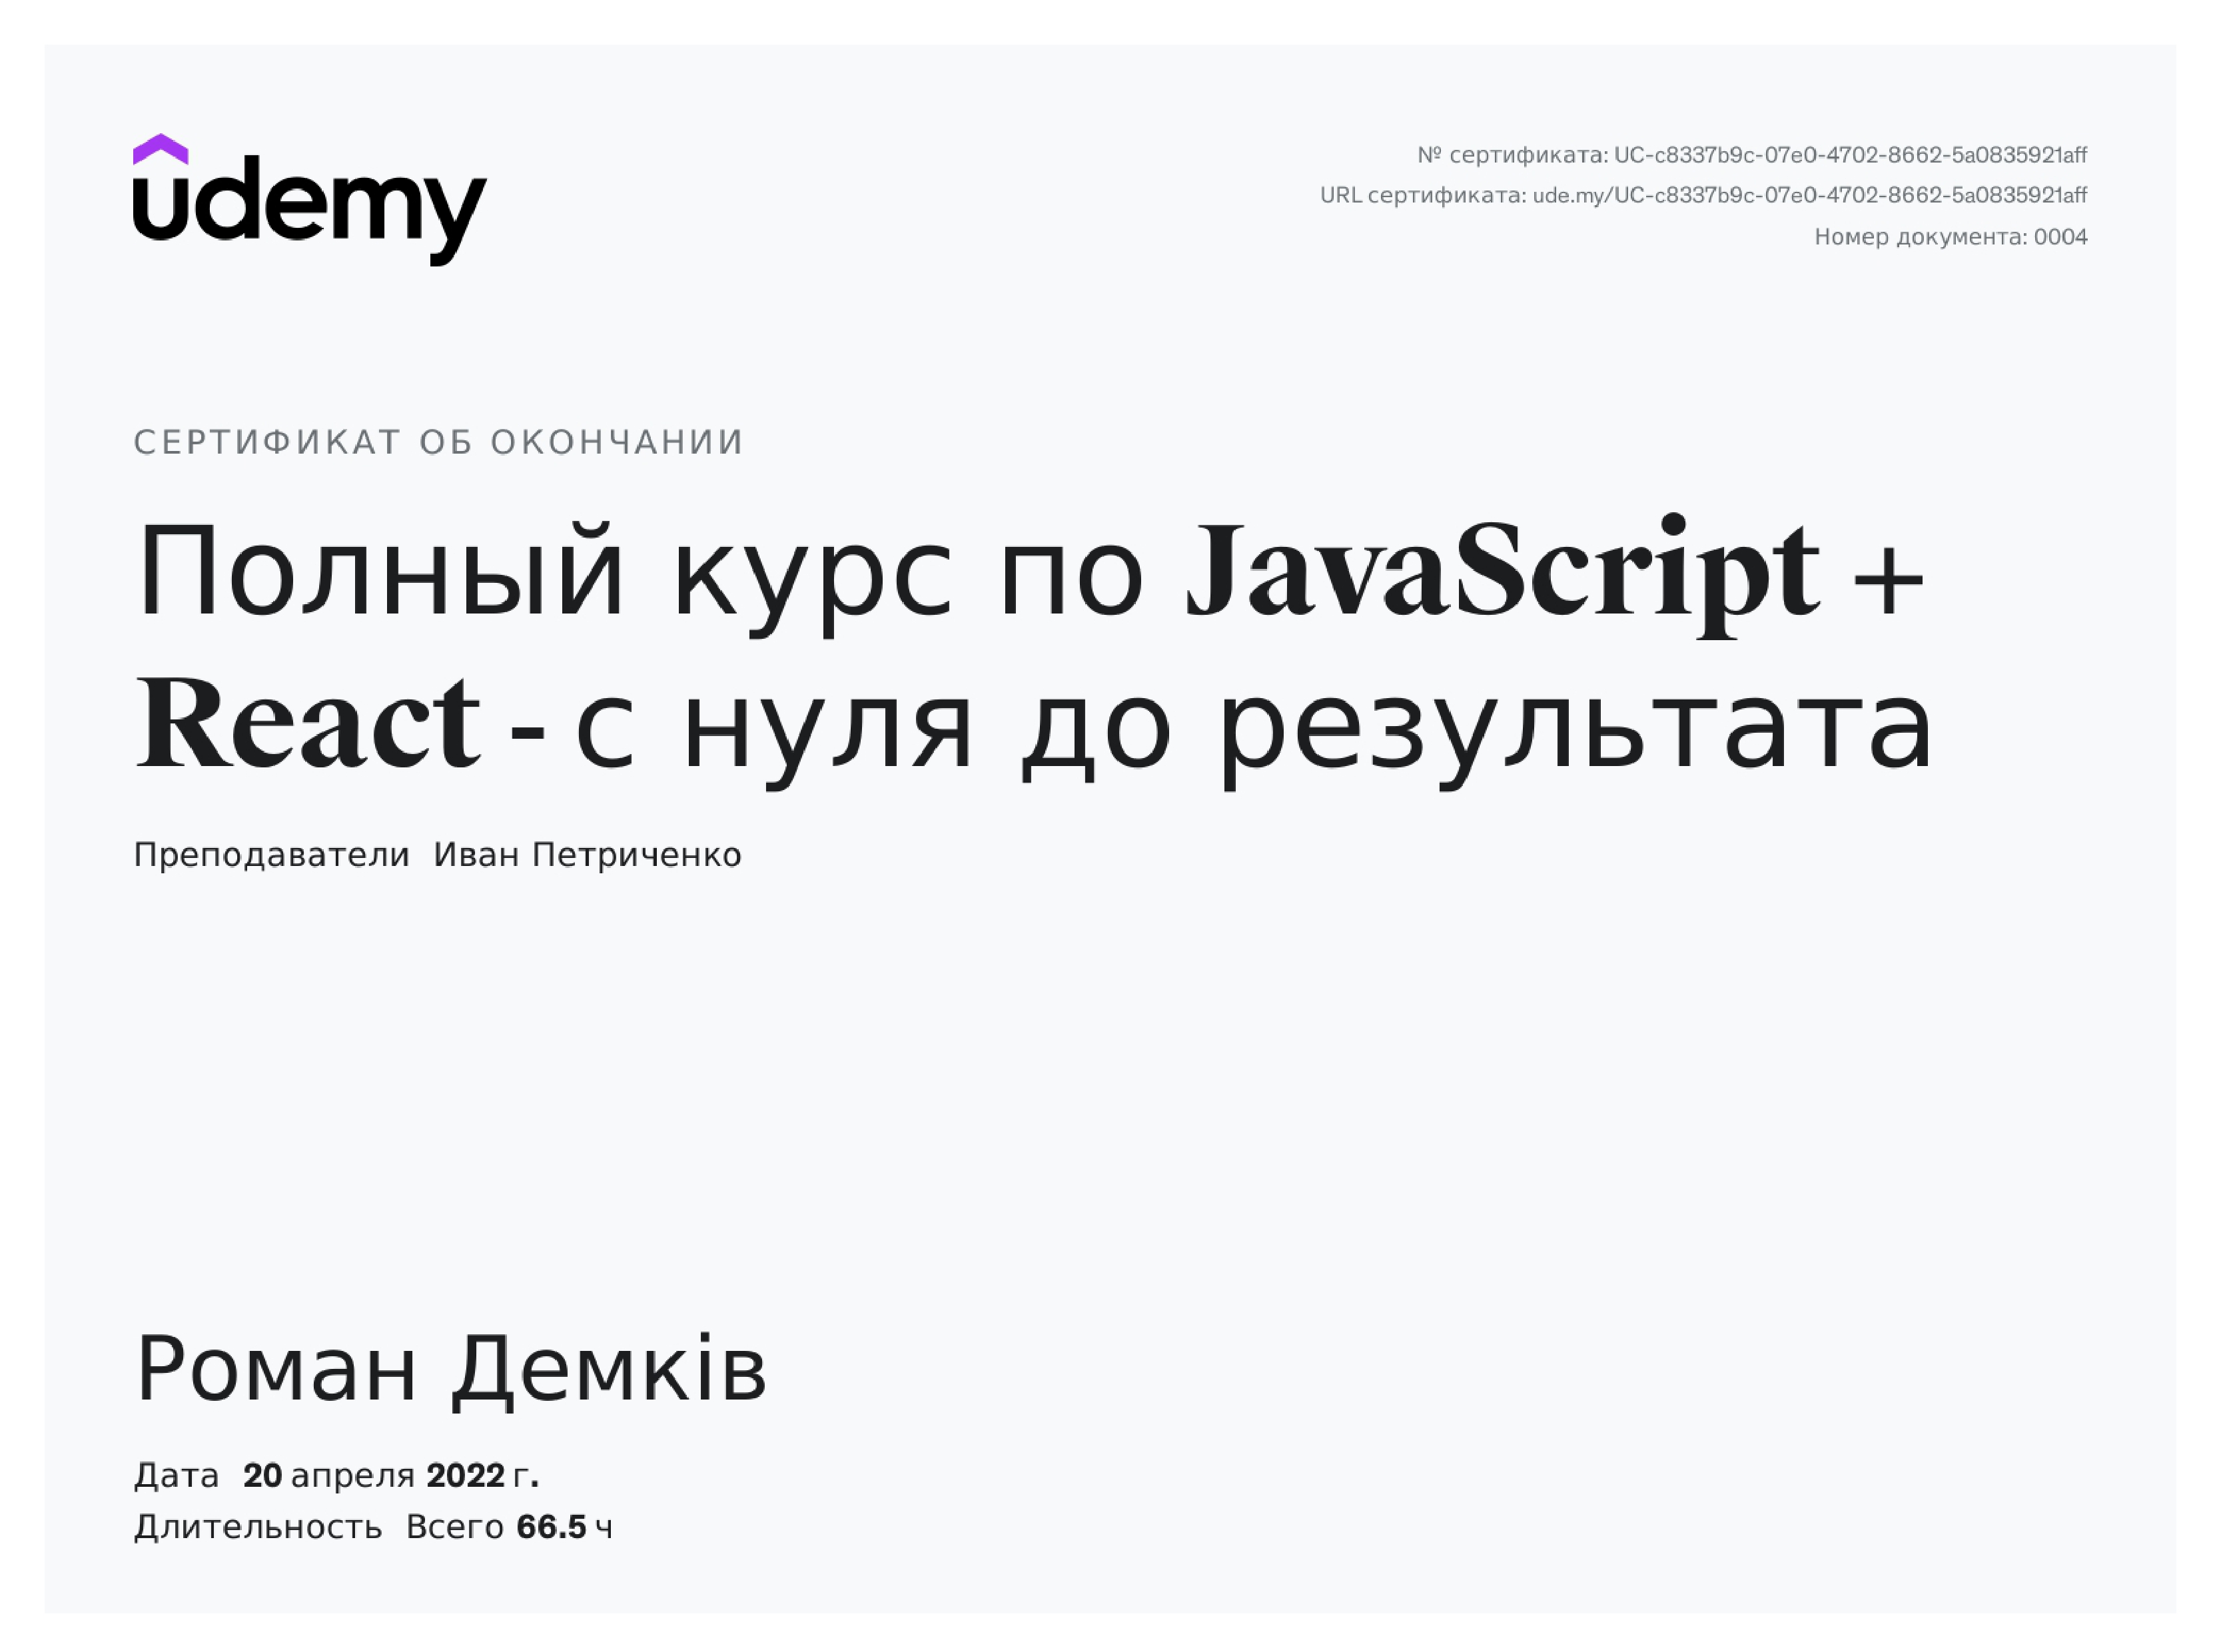 udemy
№ сертификата: UC-c8337b9c-07e0-4702-8662-5a0835921aff
URL сертификата: ude.my/UC-c8337b9c-07e0-4702-8662-5a0835921aff
Номер документа: 0004
СЕРТИФИКАТ ОБ ОКОНЧАНИИ
Полный курс по JavaScript +
React - с нуля до результата
Преподаватели Иван Петриченко
Роман Демків
Дата 20 апреля 2022 г.
Длительность Всего 66.5 ч